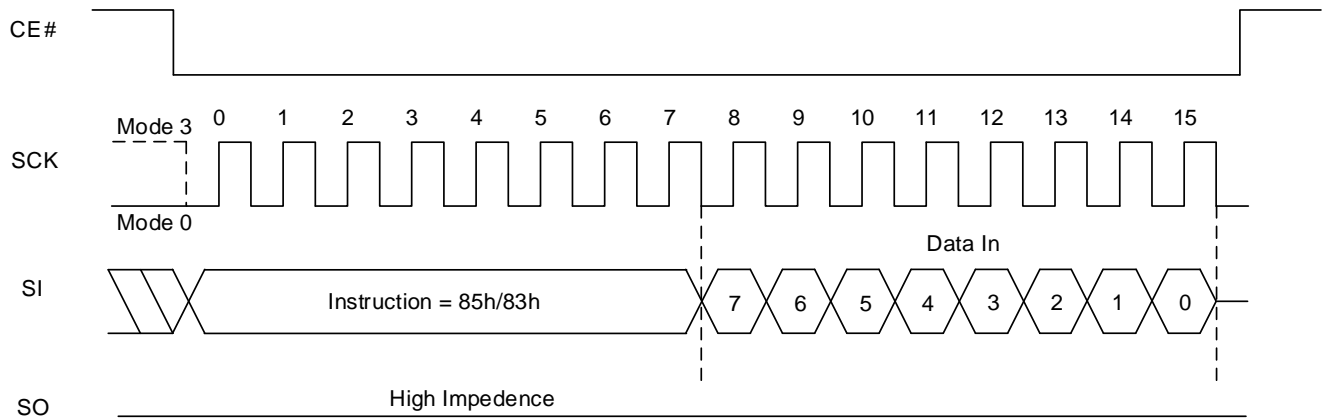 CE#
Mode 3
0 1 2 3 4 5 6 7 8 9 10 11 12 13 14 15
SCK
Mode 0
Data In
SI
Instruction = 85h/83h
7 6 5 4 3 2 1 0
High Impedence
SO